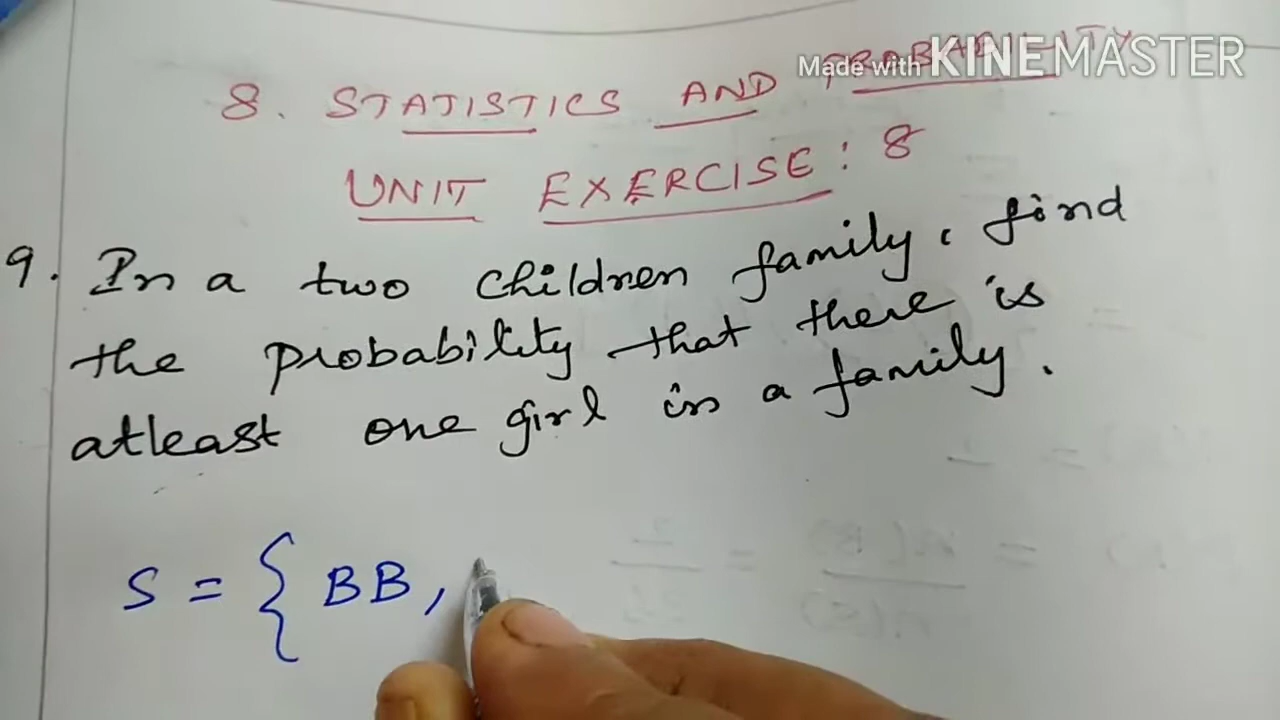 Made with KINEMASTER
8. STATISTICS AND PROBABILITY
UNIT EXERCISE: 8
9. In a two children family, find
the probability that there is
atleast one girl in a family.
S = { BB,